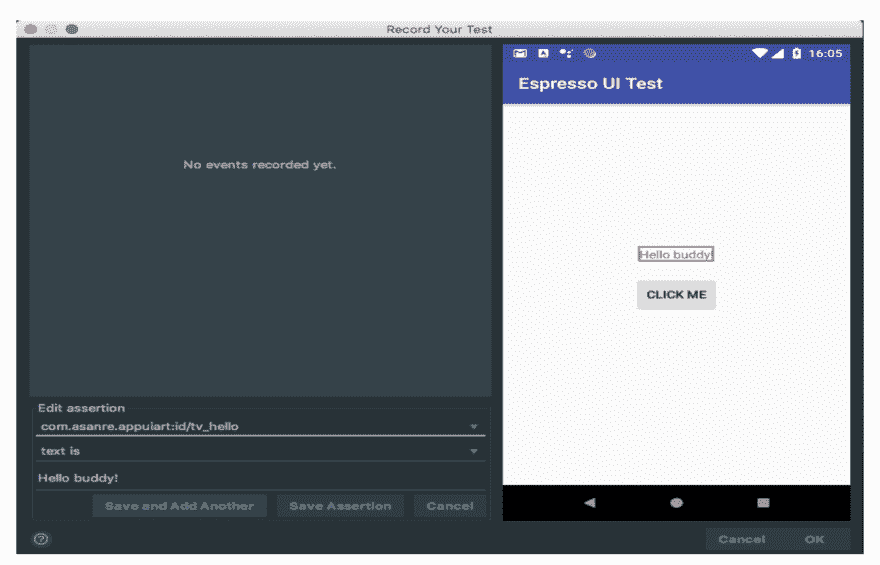 Record Your Test
No events recorded yet.
Edit assertion
com.asanre.appuiart:id/tv_hello
text is
Hello buddy!
Save and Add Another
Save Assertion
Cancel
16:05
Espresso UI Test
Hello buddy!
CLICK ME
?
Cancel
OK